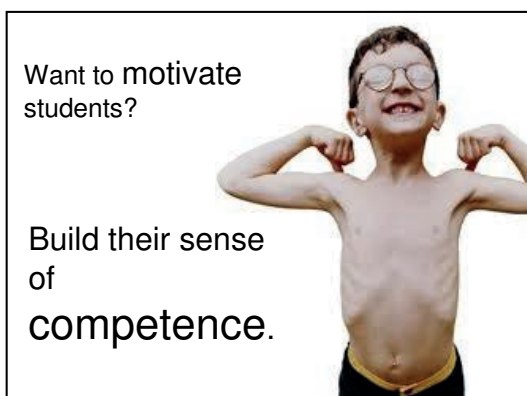 Want to motivate
students?
Build their sense
of
competence.